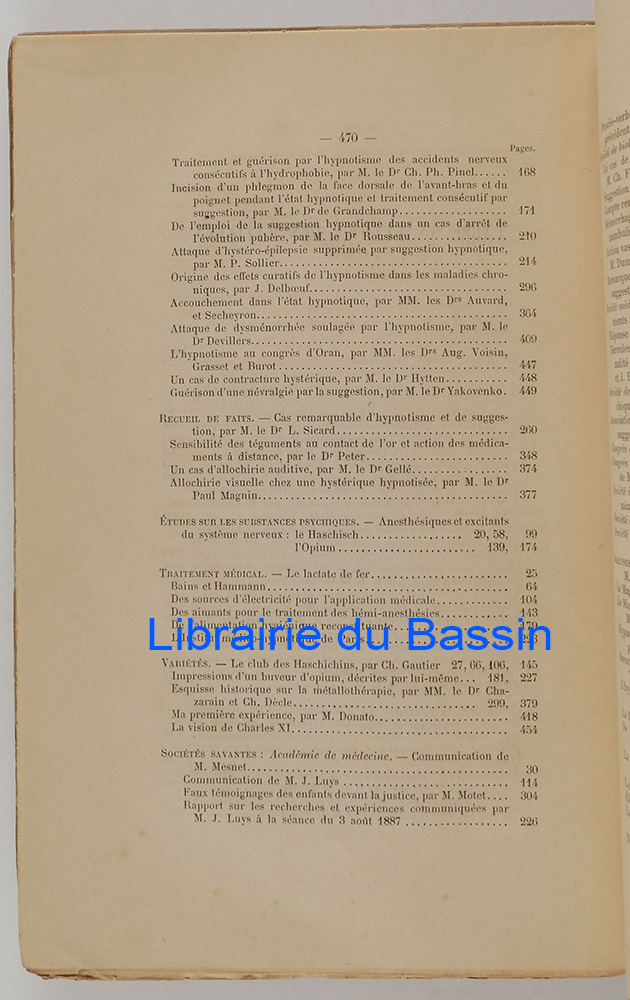 — 470 —
Pages.
Traitement et guérison par l'hypnotisme des accidents nerveux
consécutifs à l'hydrophobie, par M. le Dr Ch. Ph. Pinel...... 168
Incision d'un phlegmon de la face dorsale de l'avant-bras et du
poignet pendant l'état hypnotique et traitement consécutif par
suggestion, par M. le Dr de Grandchamp................. 171
De l'emploi de la suggestion hypnotique dans un cas d'arrêt de
l'évolution pubère, par M. le Dr Rousseau............... 210
Attaque d'hystéro-épilepsie supprimée par suggestion hypnotique,
par M. P. Sollier.................................... 214
Origine des effets curatifs de l'hypnotisme dans les maladies chro-
niques, par J. Delbœuf............................... 296
Accouchement dans l'état hypnotique, par MM. les Drs Auvard,
et Secheyron....................................... 364
Attaque de dysménorrhée soulagée par l'hypnotisme, par M. le
Dr Devillers........................................ 409
L'hypnotisme au congrès d'Oran, par MM. les Drs Aug. Voisin,
Grasset et Burot.................................... 447
Un cas de contracture hystérique, par M. le Dr Hytten........... 448
Guérison d'une névralgie par la suggestion, par M. le Dr Yakovenko. 449
Recueil de faits. — Cas remarquable d'hypnotisme et de sugges-
tion, par M. le Dr L. Sicard........................... 260
Sensibilité des téguments au contact de l'or et action des médica-
ments à distance, par le Dr Peter...................... 348
Un cas d'allochirie auditive, par M. le Dr Gellé............... 374
Allochirie visuelle chez une hystérique hypnotisée, par M. le Dr
Paul Magnin........................................ 377
Études sur les substances psychiques. — Anesthésiques et excitants
du système nerveux : le Haschisch.................. 20, 58, 99
l'Opium........................ 139, 174
Traitement médical. — Le lactate de fer...................... 25
Bains et Hammann....................................... 64
Des sources d'électricité pour l'application médicale........... 104
Des aimants pour le traitement des hémi-anesthésies............ 143
De l'alimentation hygiénique reconstituante................... 179
L'Institut médico-hypnotique de Paris
Librairie du Bassin
Variétés. — Le club des Haschichins, par Ch. Gautier 27, 66, 106, 145
Impressions d'un buveur d'opium, décrites par lui-même... 181, 227
Esquisse historique sur la métallothérapie, par MM. le Dr Cha-
zarain et Ch. Dècle............................... 299, 379
Ma première expérience, par M. Donato...................... 418
La vision de Charles XI................................... 454
Sociétés savantes : Académie de médecine. — Communication de
M. Mesnet.......................................... 30
Communication de M. J. Luys............................. 114
Faux témoignages des enfants devant la justice, par M. Motet.... 304
Rapport sur les recherches et expériences communiquées par
M. J. Luys à la séance du 3 août 1887.................. 226